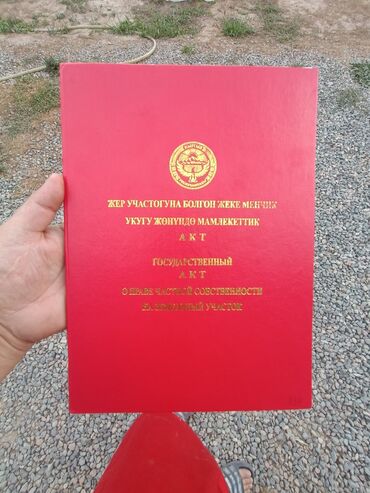 ЖЕР УЧАСТОГУНА БОЛГОН ЖЕКЕ МЕНЧИК
УКУГУ ЖӨНҮНДӨ МАМЛЕКЕТТИК
АКТ
ГОСУДАРСТВЕННЫЙ
АКТ
О ПРАВЕ ЧАСТНОЙ СОБСТВЕННОСТИ
НА ЗЕМЕЛЬНЫЙ УЧАСТОК